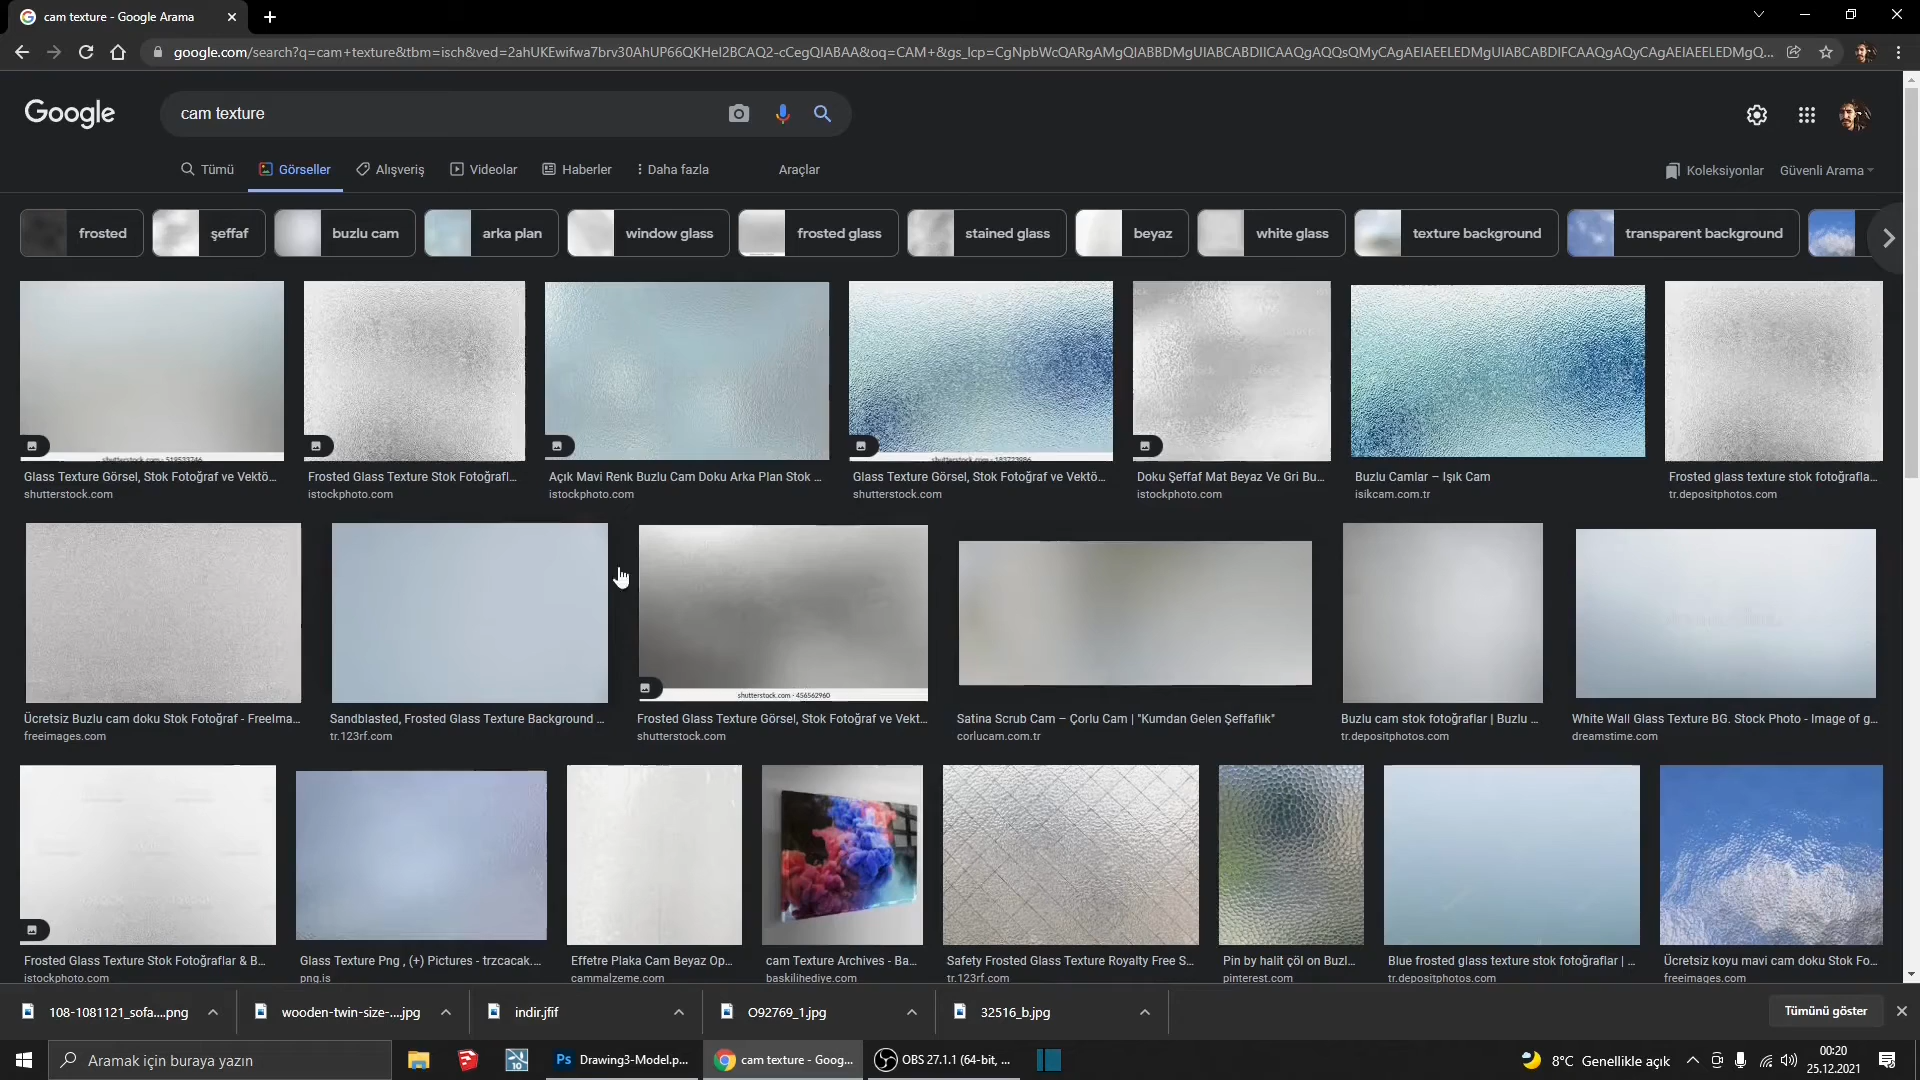 cam texture - Google Arama
google.com/search?q=cam+texture&tbm=isch&ved=2ahUKEwifwa7brv30AhUP66QKHeI2BCAQ2-cCegQIABAA&oq=CAM+&gs_lcp=CgNpbWcQARgAMgQIABBDMgUIABCABDIICAAQgAQQsQMyCAgAEIAEELEDMgUIABCABDIFCAAQgAQyCAgAEIAEELEDMgQ...
Google
cam texture
Tümü
Görseller
Alışveriş
Videolar
Haberler
Daha fazla
Araçlar
Koleksiyonlar
Güvenli Arama
frosted
şeffaf
buzlu cam
arka plan
window glass
frosted glass
stained glass
beyaz
white glass
texture background
transparent background
shutterstock.com · 519533746
shutterstock.com · 183723986
Glass Texture Görsel, Stok Fotoğraf ve Vektö...
shutterstock.com
Frosted Glass Texture Stok Fotoğrafl...
istockphoto.com
Açık Mavi Renk Buzlu Cam Doku Arka Plan Stok ...
istockphoto.com
Glass Texture Görsel, Stok Fotoğraf ve Vektö...
shutterstock.com
Doku Şeffaf Mat Beyaz Ve Gri Bu...
istockphoto.com
Buzlu Camlar – Işık Cam
isikcam.com.tr
Frosted glass texture stok fotoğrafla...
tr.depositphotos.com
shutterstock.com · 456562960
Ücretsiz Buzlu cam doku Stok Fotoğraf - FreeIma...
freeimages.com
Sandblasted, Frosted Glass Texture Background ...
tr.123rf.com
Frosted Glass Texture Görsel, Stok Fotoğraf ve Vekt...
shutterstock.com
Satina Scrub Cam – Çorlu Cam | "Kumdan Gelen Şeffaflık"
corlucam.com.tr
Buzlu cam stok fotoğraflar | Buzlu ...
tr.depositphotos.com
White Wall Glass Texture BG. Stock Photo - Image of g...
dreamstime.com
Frosted Glass Texture Stok Fotoğraflar & B...
istockphoto.com
Glass Texture Png , (+) Pictures - trzcacak....
png.is
Effetre Plaka Cam Beyaz Op...
cammalzeme.com
cam Texture Archives - Ba...
baskilihediye.com
Safety Frosted Glass Texture Royalty Free S...
tr.123rf.com
Pin by halit çöl on Buzl...
pinterest.com
Blue frosted glass texture stok fotoğraflar | ...
tr.depositphotos.com
Ücretsiz koyu mavi cam doku Stok Fo...
freeimages.com
108-1081121_sofa....png
wooden-twin-size-....jpg
indir.jfif
O92769_1.jpg
32516_b.jpg
Tümünü göster
Aramak için buraya yazın
10
Ps
Drawing3-Model.p...
cam texture - Goog...
OBS 27.1.1 (64-bit, ...
8°C Genellikle açık
00:20
25.12.2021